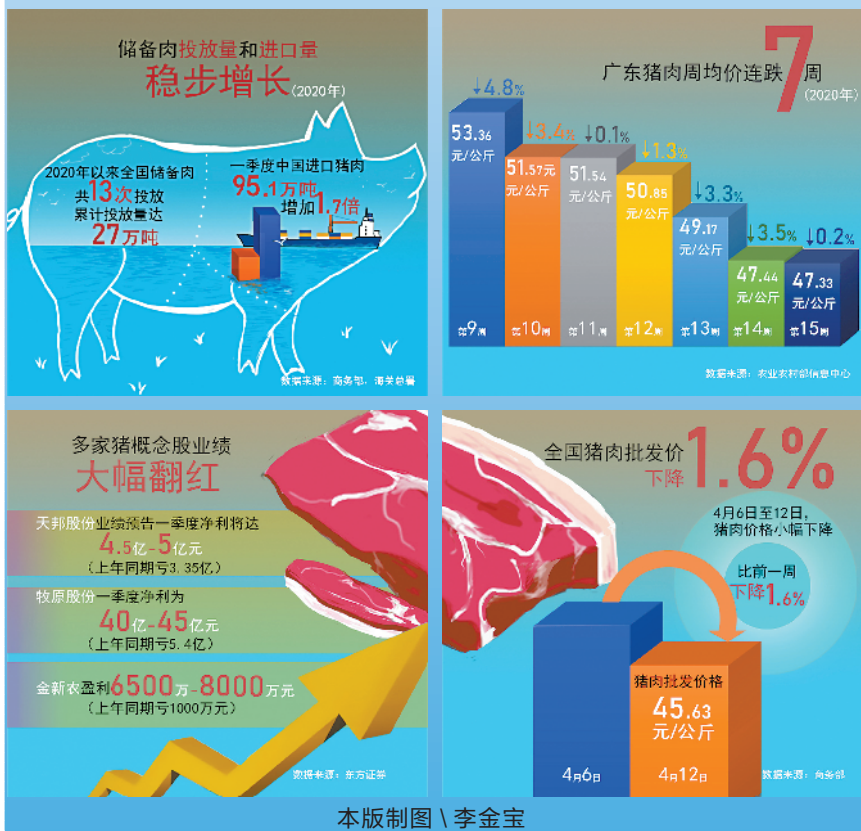 储备肉投放量和进口量
稳步增长(2020年)
2020年以来全国储备肉
共13次投放
累计投放量达
27万吨
一季度中国进口猪肉
95.1万吨
增加1.7倍
数据来源：商务部，海关总署
广东猪肉周均价连跌7周
(2020年)
↓4.8%
↓3.4%
↓0.1%
↓1.3%
↓3.3%
↓3.5%
↓0.2%
53.36
元/公斤
51.57元
元/公斤
51.54
元/公斤
50.85
元/公斤
49.17
元/公斤
47.44
元/公斤
47.33
元/公斤
第9周
第10周
第11周
第12周
第13周
第14周
第15周
数据来源：农业农村部信息中心
多家猪概念股业绩
大幅翻红
天邦股份业绩预告一季度净利将达
4.5亿-5亿元
(上年同期亏3.35亿)
牧原股份一季度净利为
40亿-45亿元
(上年同期亏5.4亿)
金新农盈利6500万-8000万元
(上年同期亏1000万元)
数据来源：东方证券
全国猪肉批发价
下降1.6%
4月6日至12日，
猪肉价格小幅下降
比前一周
下降1.6%
猪肉批发价格
45.63
元/公斤
4月6日
4月12日
数据来源：商务部
本版制图\李金宝